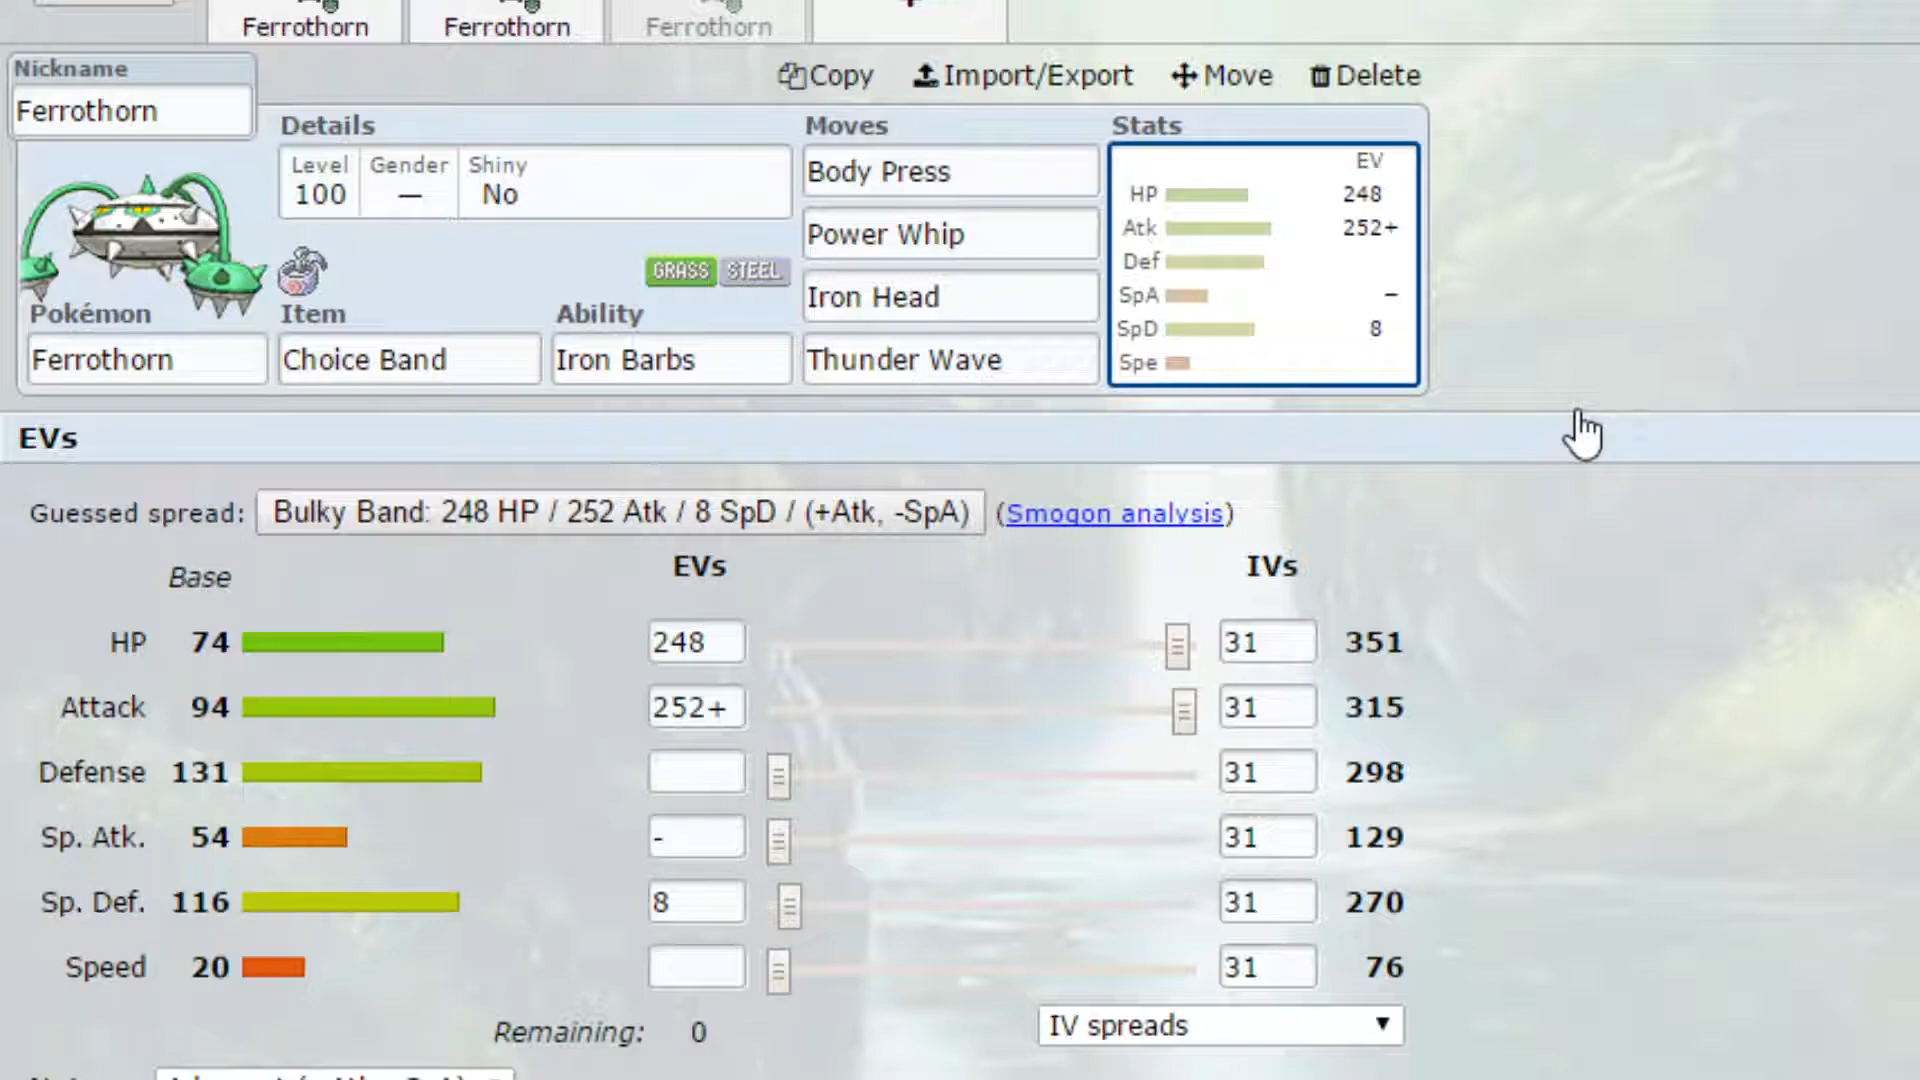 Ferrothorn
Ferrothorn
Ferrothorn
Nickname
Ferrothorn
Copy
Import/Export
Move
Delete
Details
Moves
Stats
Level
Gender
Shiny
100
—
No
Body Press
Power Whip
Iron Head
Thunder Wave
EV
HP 248
Atk 252+
Def
SpA –
SpD 8
Spe
GRASS STEEL
Pokémon
Item
Ability
Ferrothorn
Choice Band
Iron Barbs
EVs
Guessed spread: Bulky Band: 248 HP / 252 Atk / 8 SpD / (+Atk, -SpA) (Smogon analysis)
Base
EVs
IVs
HP 74 248 31 351
Attack 94 252+ 31 315
Defense 131 31 298
Sp. Atk. 54 - 31 129
Sp. Def. 116 8 31 270
Speed 20 31 76
Remaining: 0
IV spreads